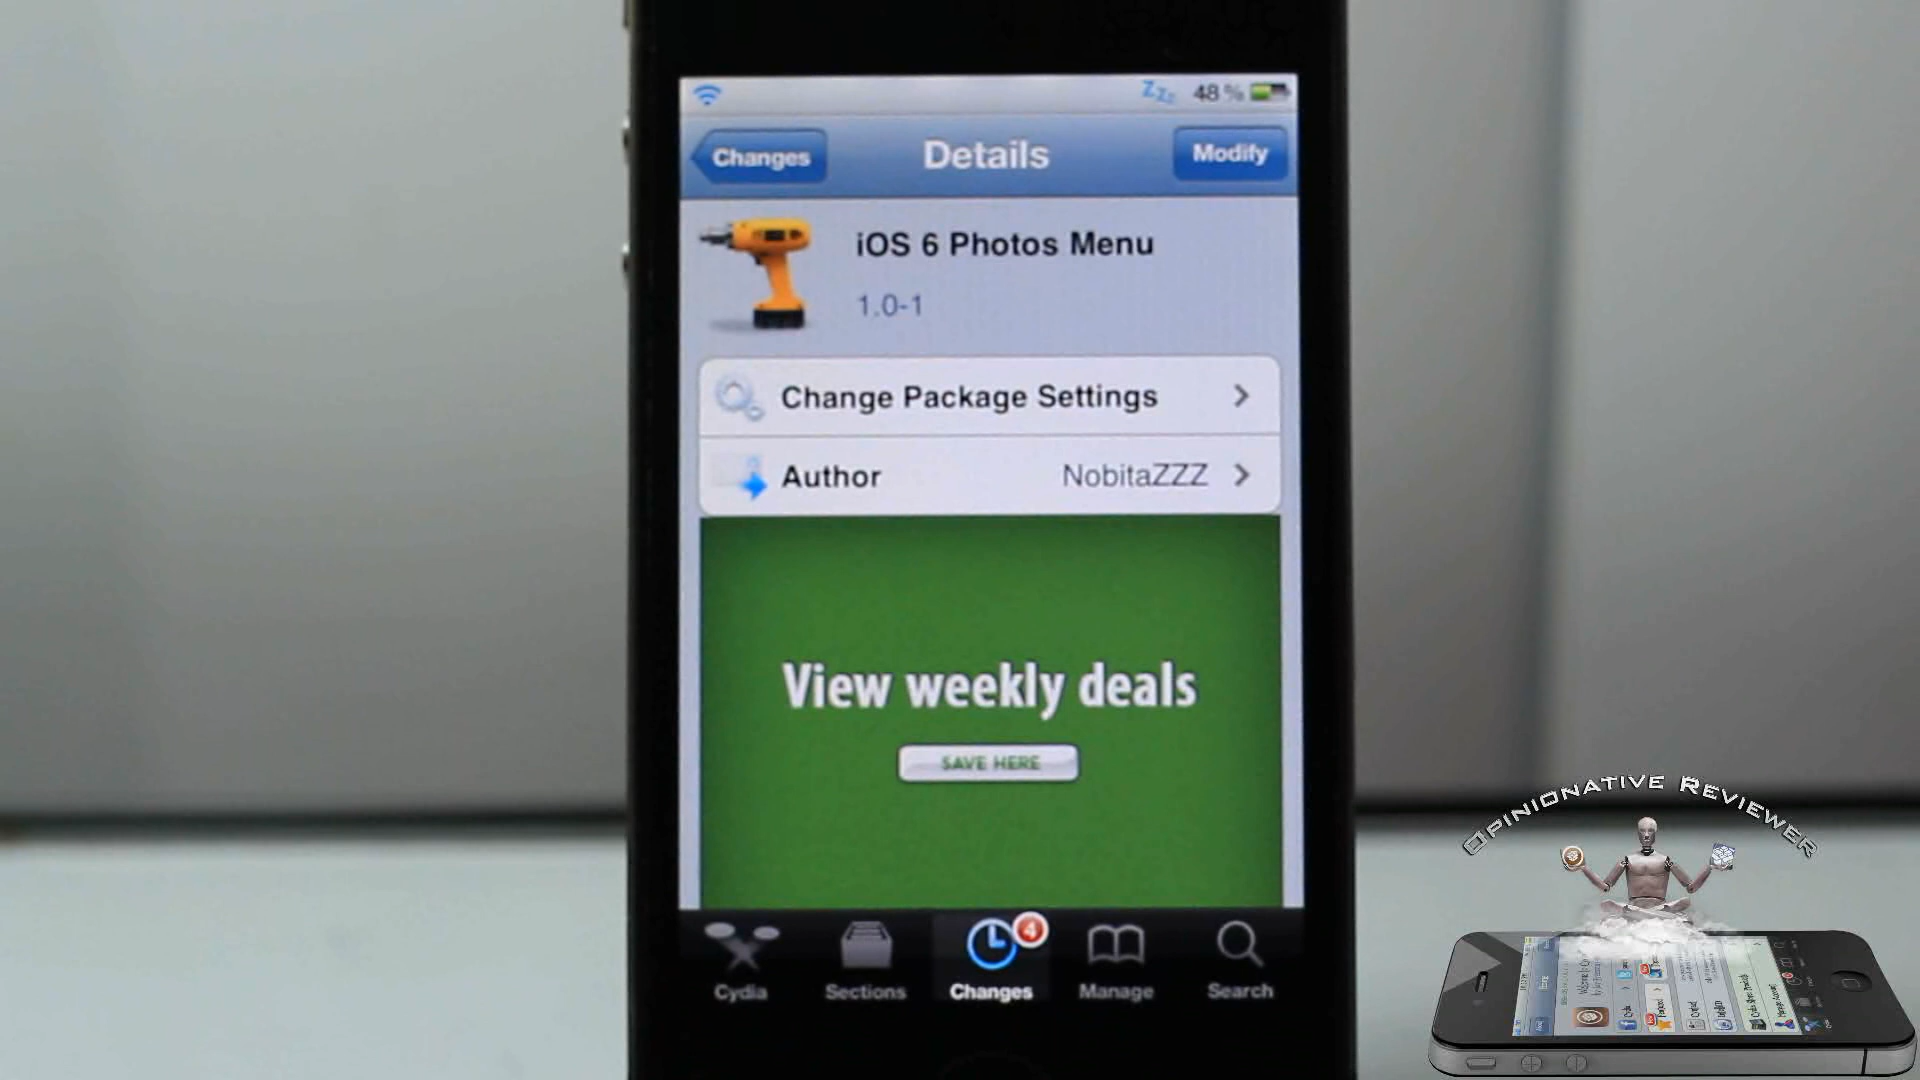 Zzz 48 %
Changes Details Modify
iOS 6 Photos Menu
1.0-1
Change Package Settings
Author NobitaZZZ
View weekly deals
SAVE HERE
4
Cydia Sections Changes Manage Search
Opinionative Reviewer